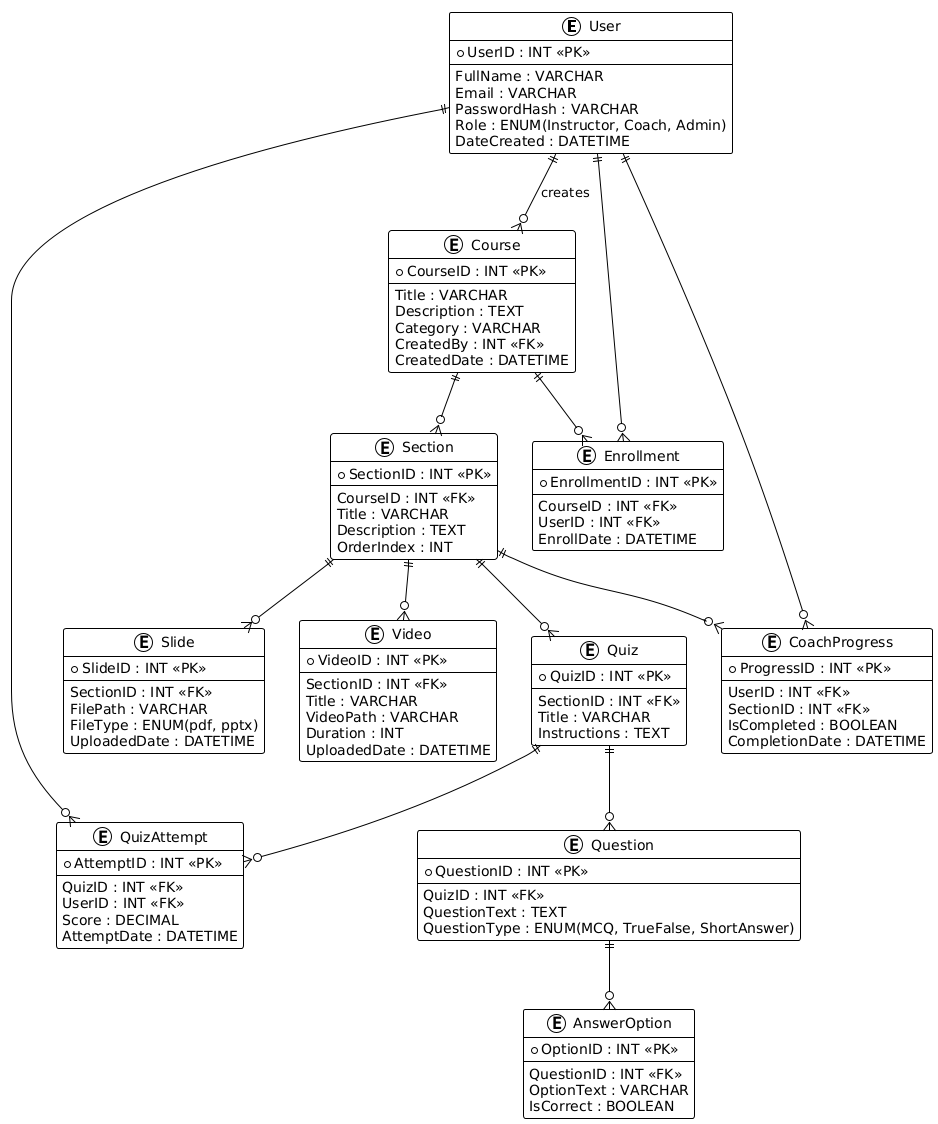 E User
UserID : INT «PK»
FullName : VARCHAR
Email : VARCHAR
PasswordHash : VARCHAR
Role : ENUM(Instructor, Coach, Admin)
DateCreated : DATETIME
creates
E Course
CourseID : INT «PK»
Title : VARCHAR
Description : TEXT
Category : VARCHAR
CreatedBy : INT «FK»
CreatedDate : DATETIME
E Section
SectionID : INT «PK»
CourseID : INT «FK»
Title : VARCHAR
Description : TEXT
OrderIndex : INT
E Enrollment
EnrollmentID : INT «PK»
CourseID : INT «FK»
UserID : INT «FK»
EnrollDate : DATETIME
E Slide
SlideID : INT «PK»
SectionID : INT «FK»
FilePath : VARCHAR
FileType : ENUM(pdf, pptx)
UploadedDate : DATETIME
E Video
VideoID : INT «PK»
SectionID : INT «FK»
Title : VARCHAR
VideoPath : VARCHAR
Duration : INT
UploadedDate : DATETIME
E Quiz
QuizID : INT «PK»
SectionID : INT «FK»
Title : VARCHAR
Instructions : TEXT
E CoachProgress
ProgressID : INT «PK»
UserID : INT «FK»
SectionID : INT «FK»
IsCompleted : BOOLEAN
CompletionDate : DATETIME
E QuizAttempt
AttemptID : INT «PK»
QuizID : INT «FK»
UserID : INT «FK»
Score : DECIMAL
AttemptDate : DATETIME
E Question
QuestionID : INT «PK»
QuizID : INT «FK»
QuestionText : TEXT
QuestionType : ENUM(MCQ, TrueFalse, ShortAnswer)
E AnswerOption
OptionID : INT «PK»
QuestionID : INT «FK»
OptionText : VARCHAR
IsCorrect : BOOLEAN